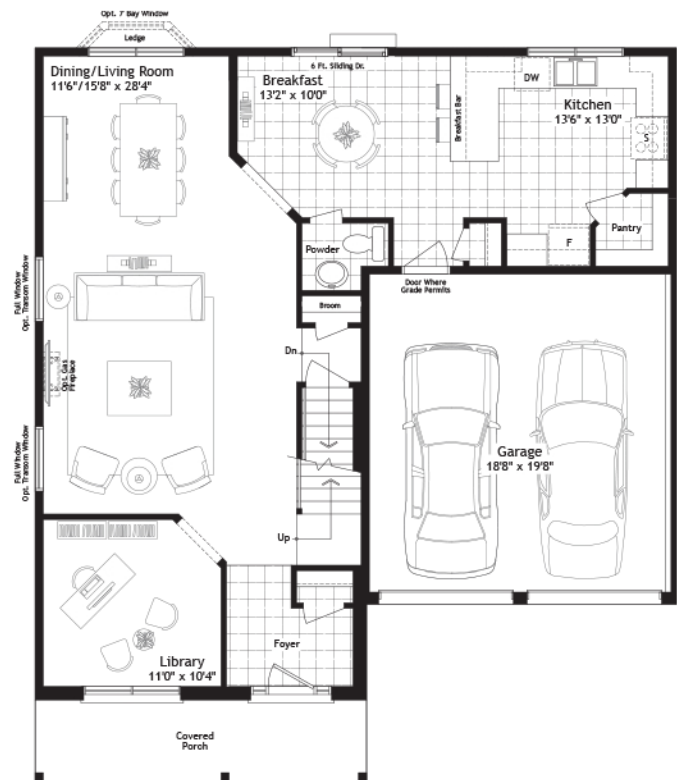 Opt. 7' Bay Window
Ledge
Dining/Living Room
11'6"/15'8" x 28'4"
6 Ft. Sliding Dr.
Breakfast
13'2" x 10'0"
Breakfast Bar
DW
Kitchen
13'6" x 13'0"
S
Pantry
F
Powder
Door Where
Grade Permits
Broom
Full Window
Opt. Transom Window
Dn
Opt. Gas
Fireplace
Full Window
Opt. Transom Window
Garage
18'8" x 19'8"
Up
Foyer
Library
11'0" x 10'4"
Covered
Porch